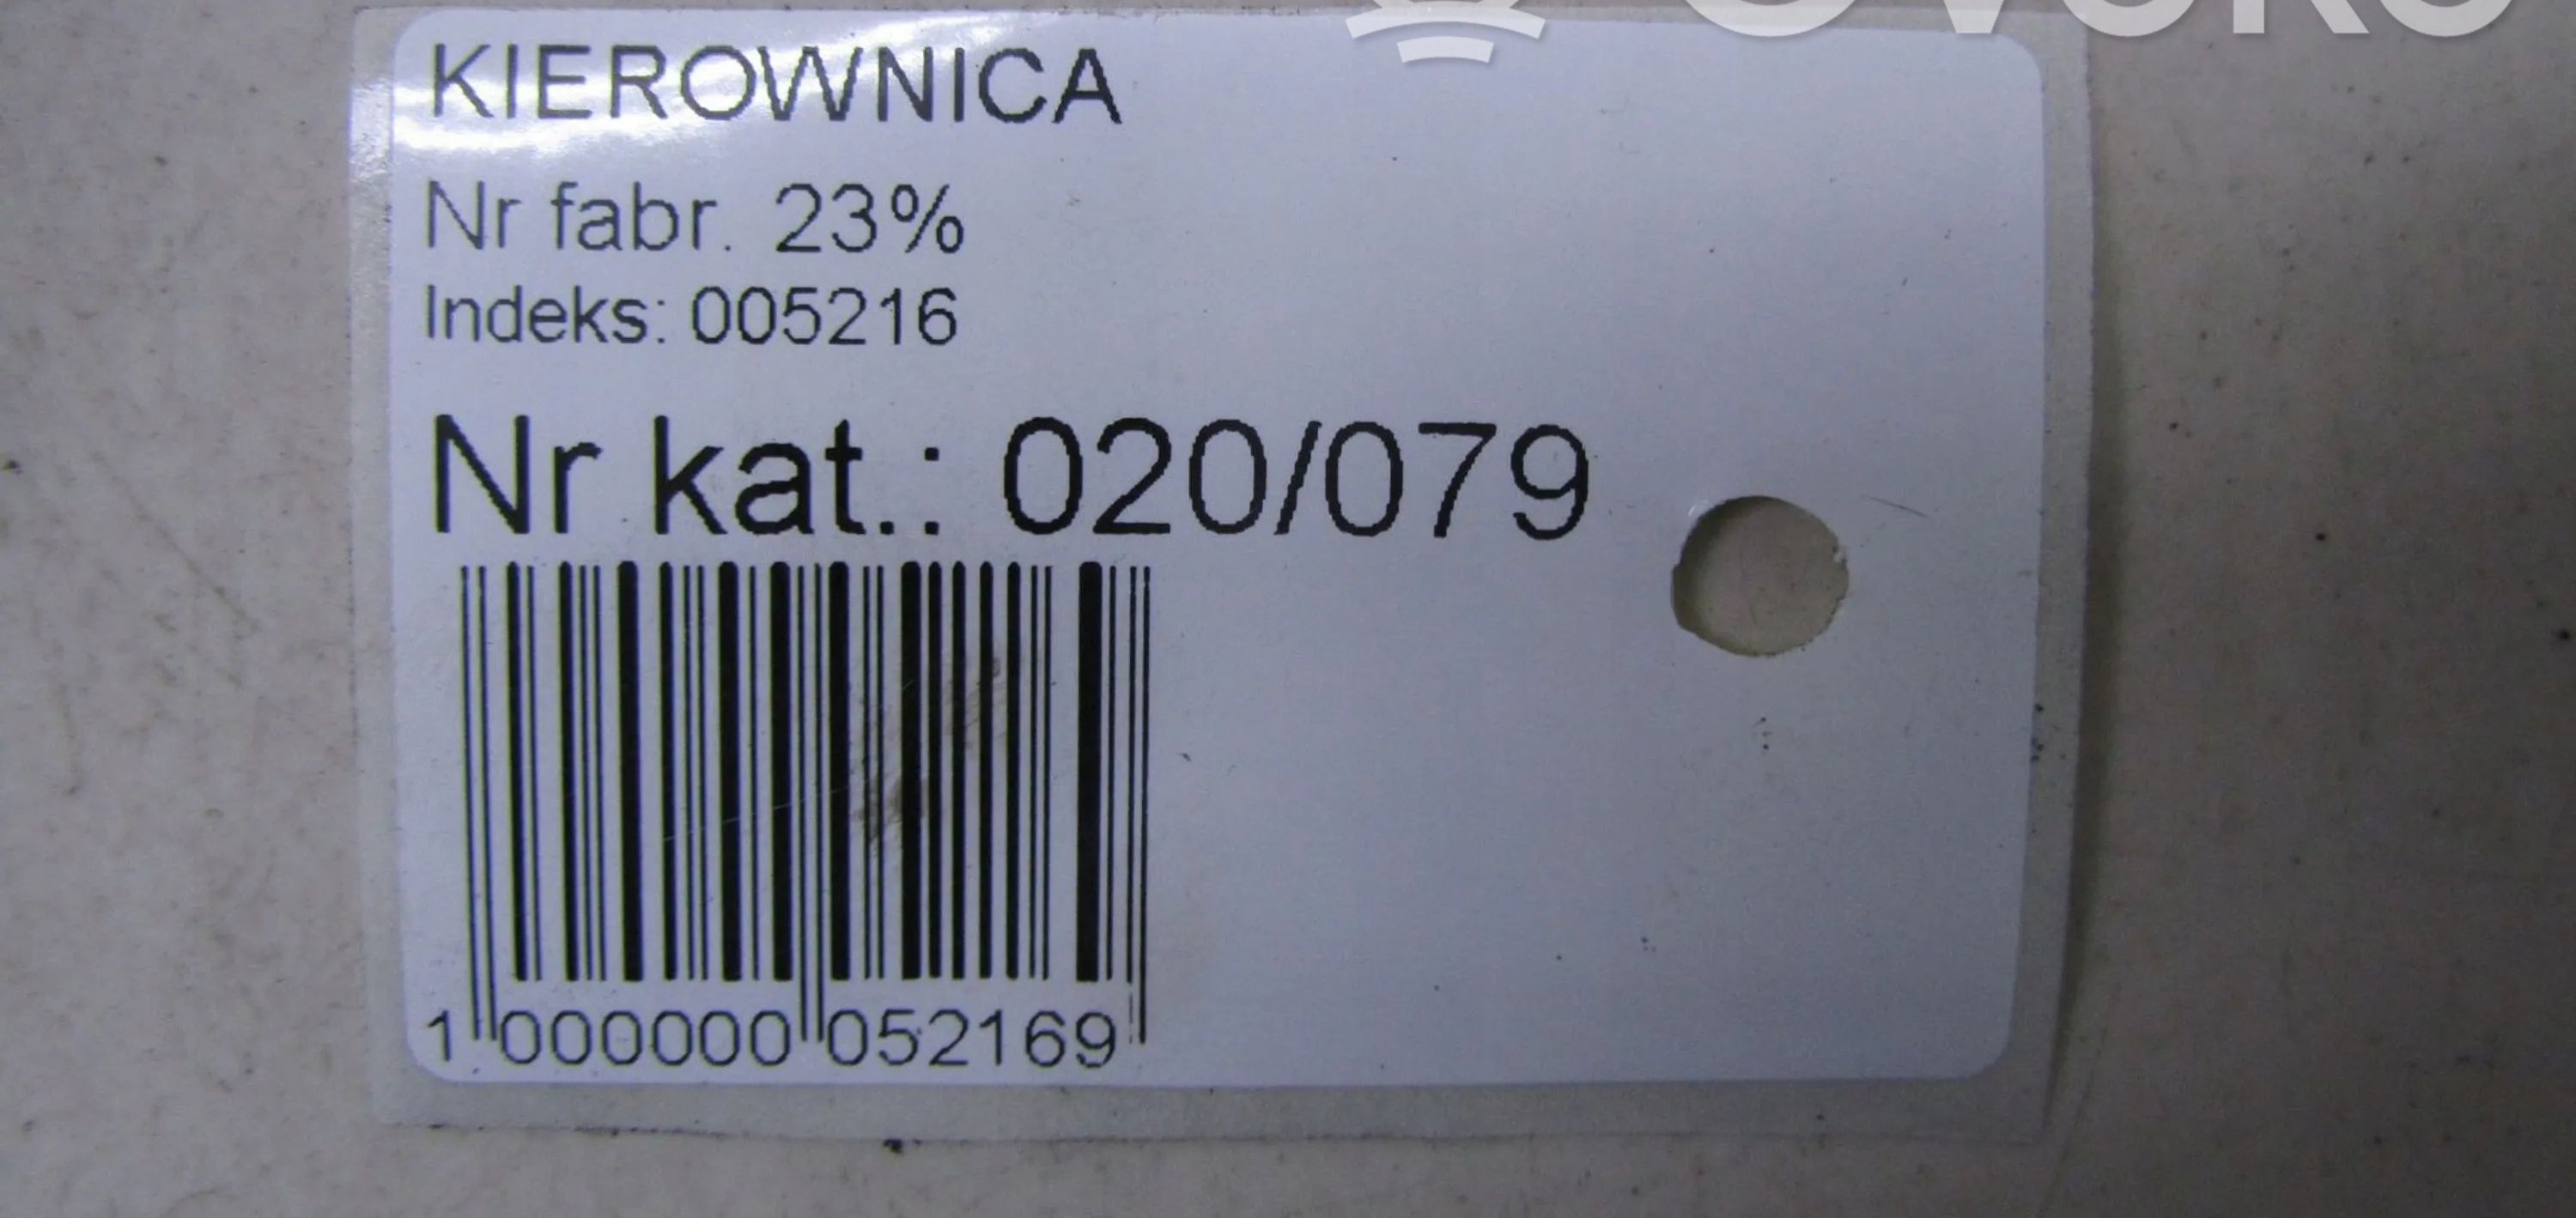 KIEROWNICA
Nr fabr. 23%
Indeks: 005216
Nr kat.: 020/079
1 000000 052169